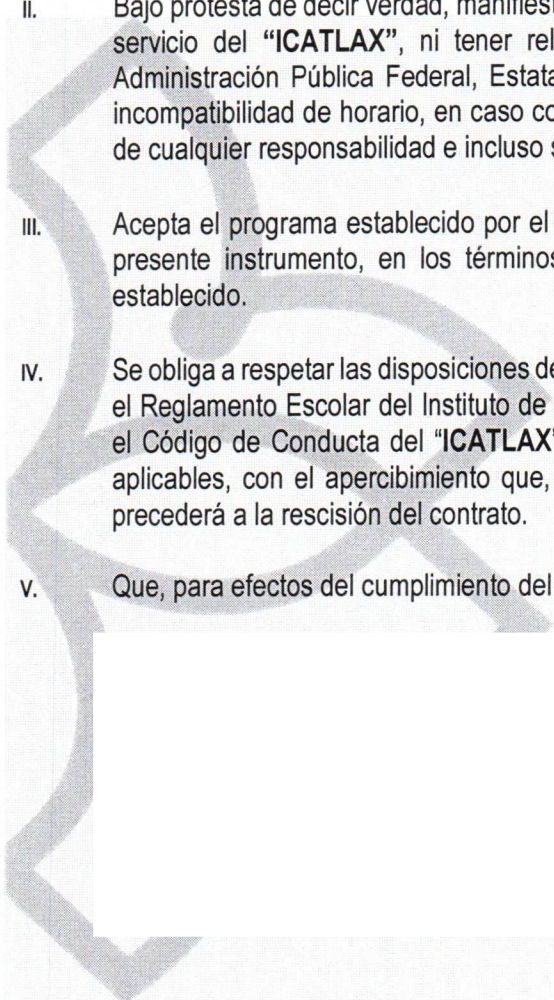 II. Bajo protesta de decir verdad, manifiest
servicio del “ICATLAX”, ni tener rel
Administración Pública Federal, Estata
incompatibilidad de horario, en caso co
de cualquier responsabilidad e incluso s
III. Acepta el programa establecido por el
presente instrumento, en los términos
establecido.
IV. Se obliga a respetar las disposiciones de
el Reglamento Escolar del Instituto de
el Código de Conducta del “ICATLAX”
aplicables, con el apercibimiento que,
precederá a la rescisión del contrato.
V. Que, para efectos del cumplimiento del